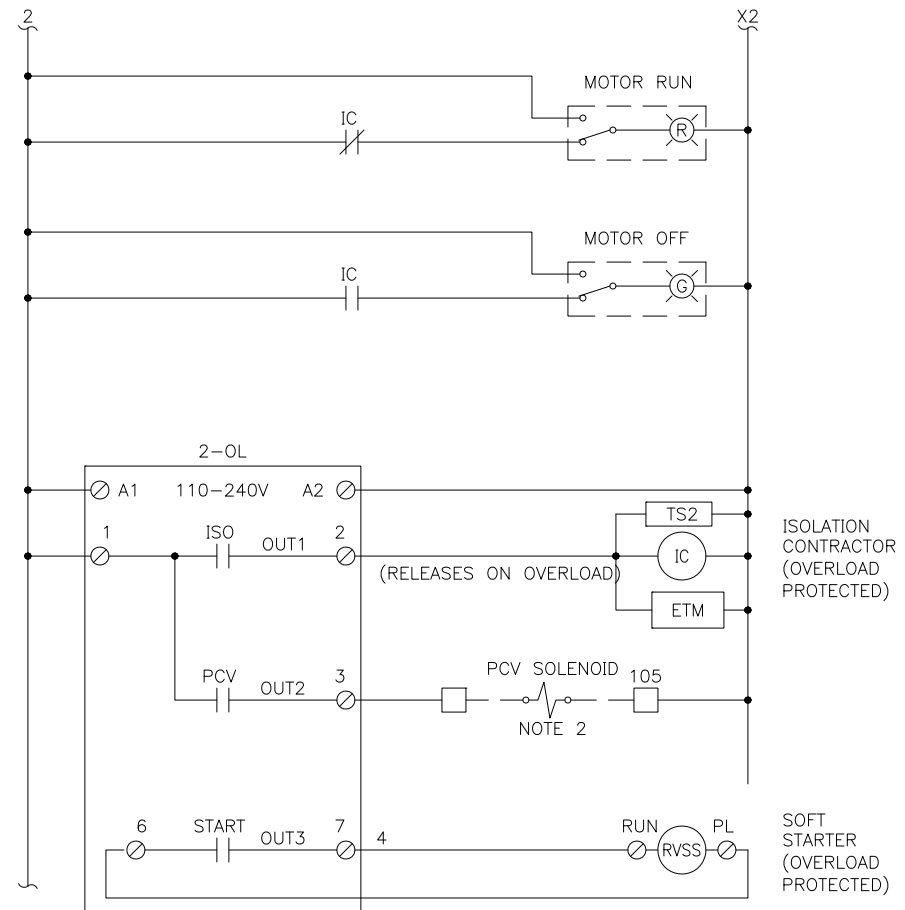 2
X2
MOTOR RUN
IC
R
MOTOR OFF
IC
G
2-OL
A1 110-240V A2
TS2
1 ISO OUT1 2
IC
(RELEASES ON OVERLOAD)
ISOLATION
CONTRACTOR
(OVERLOAD
PROTECTED)
ETM
PCV OUT2 3
PCV SOLENOID 105
NOTE 2
6 START OUT3 7 4
RUN RVSS PL
SOFT
STARTER
(OVERLOAD
PROTECTED)